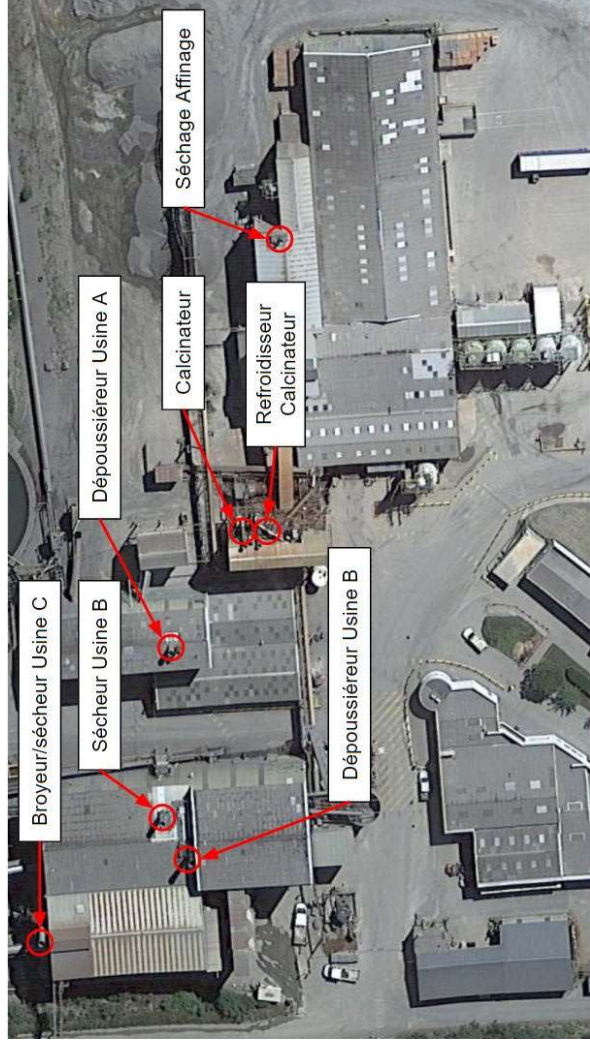 Broyeur/sécheur Usine C
Sécheur Usine B
Dépoussiéreur Usine A
Calcinateur
Séchage Affinage
Refroidisseur
Calcinateur
Dépoussiéreur Usine B